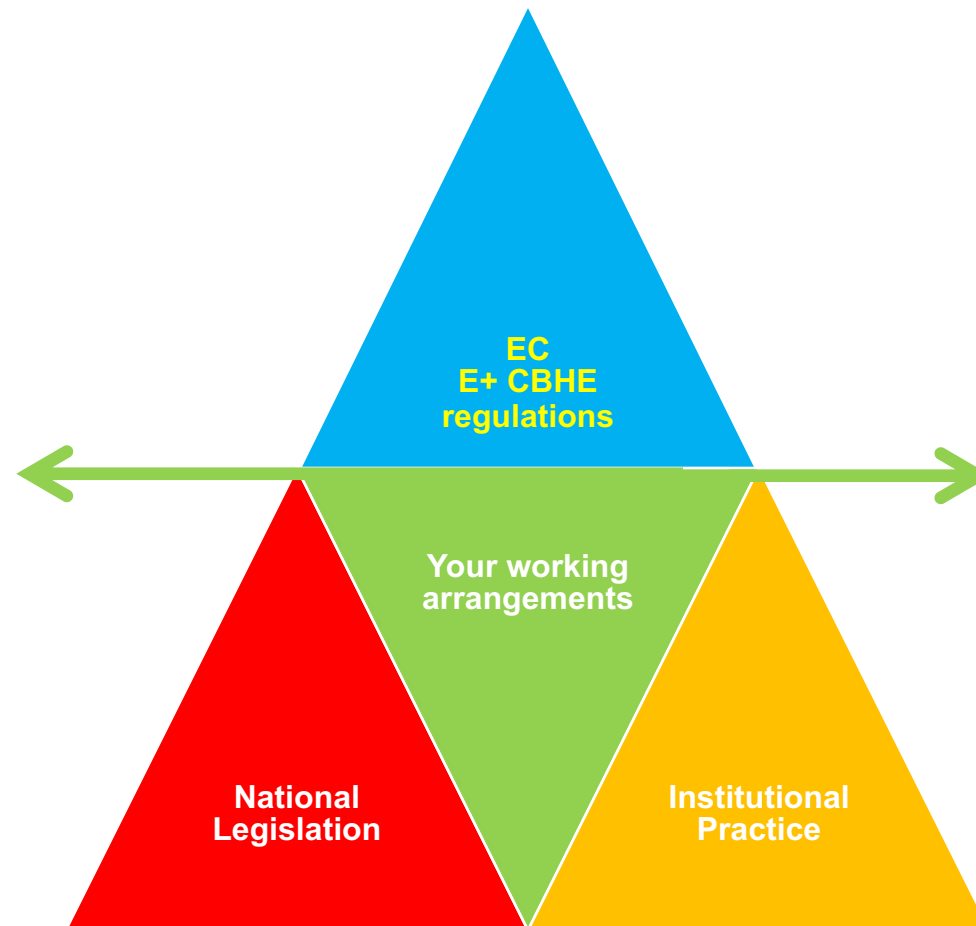 EC
E+ CBHE
regulations
Your working
arrangements
National
Legislation
Institutional
Practice